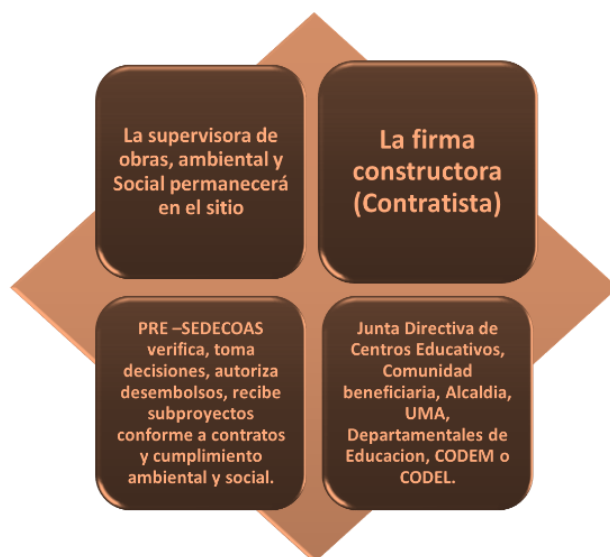 La supervisora de
obras, ambiental y
Social permanecerá
en el sitio
La firma
constructora
(Contratista)
PRE –SEDECOAS
verifica, toma
decisiones, autoriza
desembolsos, recibe
subproyectos
conforme a contratos
y cumplimiento
ambiental y social.
Junta Directiva de
Centros Educativos,
Comunidad
beneficiaria, Alcaldia,
UMA,
Departamentales de
Educacion, CODEM o
CODEL.